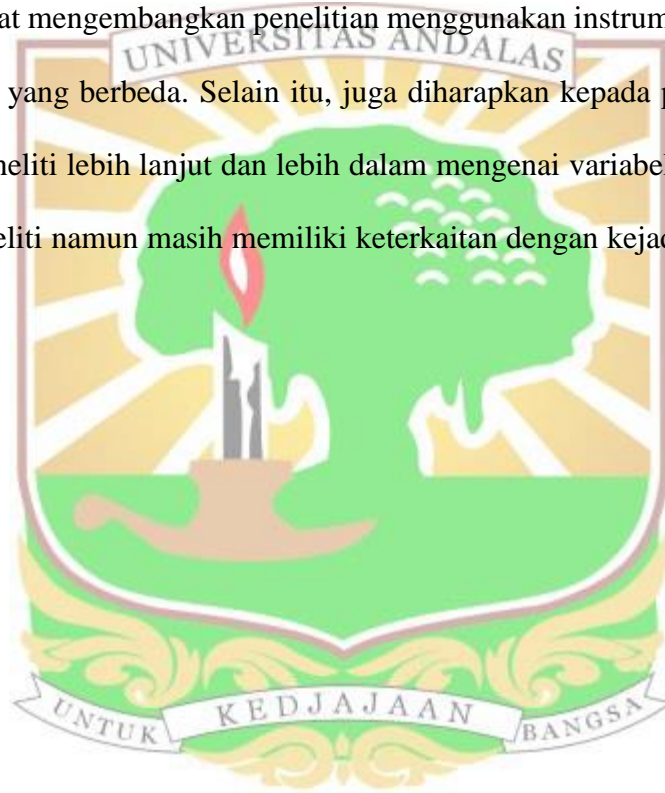 at mengembangkan penelitian menggunakan instrum
UNIVERSITAS ANDALAS
yang berbeda. Selain itu, juga diharapkan kepada p
neliti lebih lanjut dan lebih dalam mengenai variabel
eliti namun masih memiliki keterkaitan dengan kejad
UNTUK KEDJAJAAN BANGSA